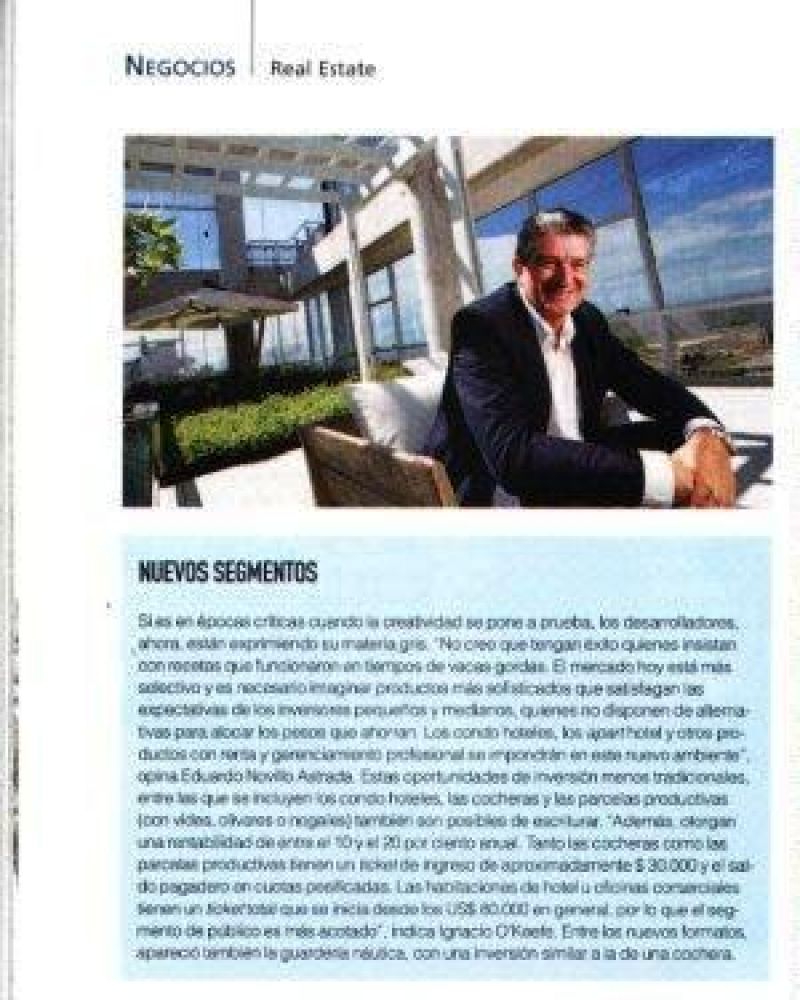 NEGOCIOS | Real Estate
NUEVOS SEGMENTOS
Si es en épocas críticas cuando la creatividad se pone a prueba, los desarrolladores,
ahora, están exprimiendo su materia gris. "No creo que tengan éxito quienes insistan
con recetas que funcionaron en tiempos de vacas gordas. El mercado hoy está más
selectivo y es necesario imaginar productos más sofisticados que satisfagan las
expectativas de los inversores pequeños y medianos, quienes no disponen de alterna-
tivas para alocar los pesos que ahorran. Los condo hoteles, los apart hotel y otros pro-
ductos con renta y gerenciamiento profesional se impondrán en este nuevo ambiente",
opina Eduardo Novillo Astrada. Estas oportunidades de inversión menos tradicionales,
entre las que se incluyen los condo hoteles, las cocheras y las parcelas productivas
(con vides, olivares o nogales) también son posibles de escriturar. "Además, otorgan
una rentabilidad de entre el 10 y el 20 por ciento anual. Tanto las cocheras como las
parcelas productivas tienen un ticket de ingreso de aproximadamente $ 30.000 y el sal-
do pagadero en cuotas pesificadas. Las habitaciones de hotel u oficinas comerciales
tienen un ticket total que se inicia desde los US$ 80.000 en general, por lo que el seg-
mento de público es más acotado", indica Ignacio O'Keefe. Entre los nuevos formatos,
apareció también la guardería náutica, con una inversión similar a la de una cochera.